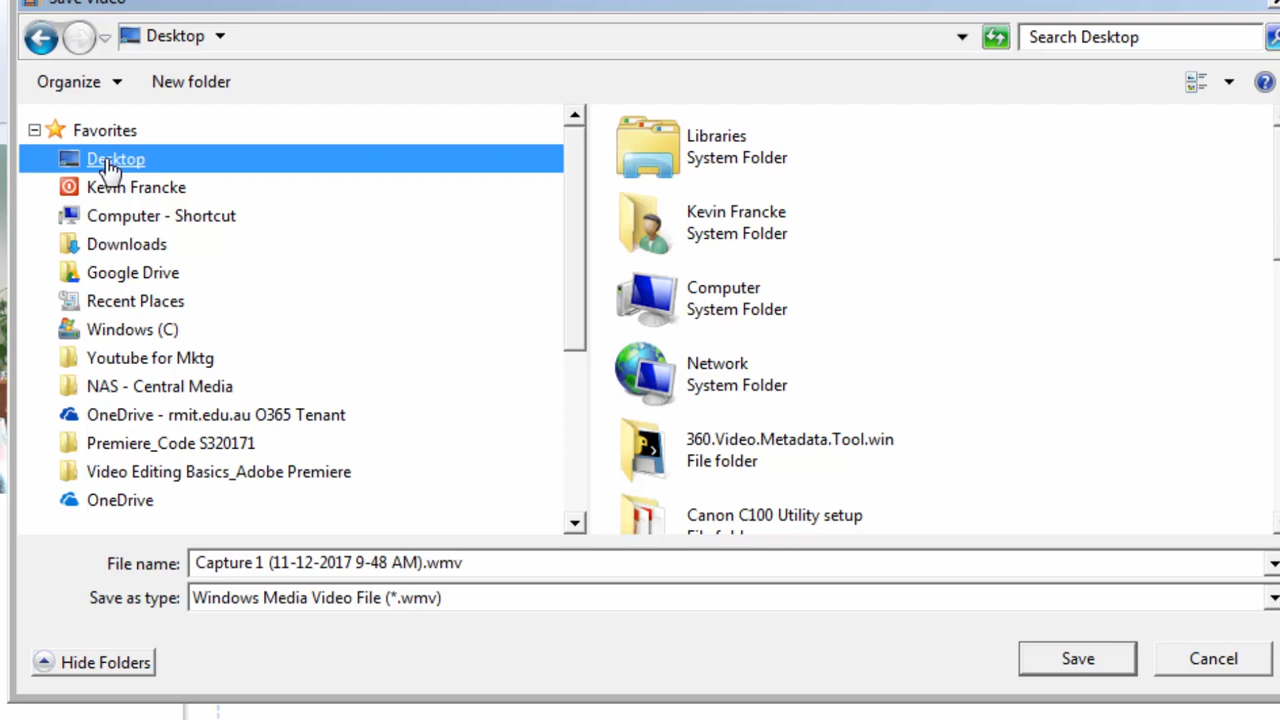 Save Video
Desktop
Search Desktop
Organize
New folder
Favorites
Desktop
Kevin Francke
Computer - Shortcut
Downloads
Google Drive
Recent Places
Windows (C)
Youtube for Mktg
NAS - Central Media
OneDrive - rmit.edu.au O365 Tenant
Premiere_Code S320171
Video Editing Basics_Adobe Premiere
OneDrive
Libraries
System Folder
Kevin Francke
System Folder
Computer
System Folder
Network
System Folder
360.Video.Metadata.Tool.win
File folder
Canon C100 Utility setup
File folder
File name: Capture 1 (11-12-2017 9-48 AM).wmv
Save as type: Windows Media Video File (*.wmv)
Hide Folders
Save
Cancel